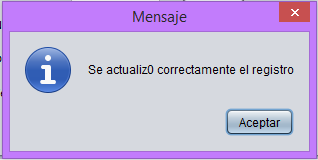 Mensaje
Se actualiz0 correctamente el registro
Aceptar